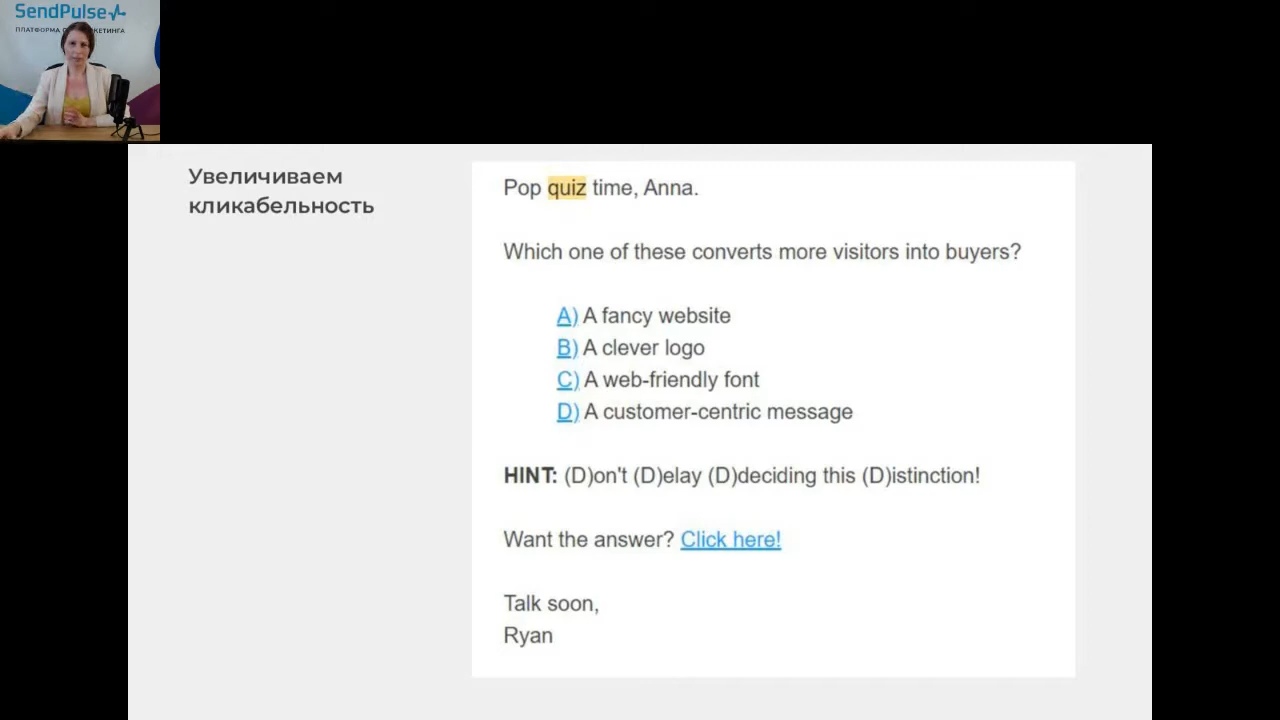 SendPulse
ПЛАТФОРМА
Увеличиваем
кликабельность
Pop quiz time, Anna.
Which one of these converts more visitors into buyers?
A) A fancy website
B) A clever logo
C) A web-friendly font
D) A customer-centric message
HINT: (D)on't (D)elay (D)deciding this (D)istinction!
Want the answer? Click here!
Talk soon,
Ryan